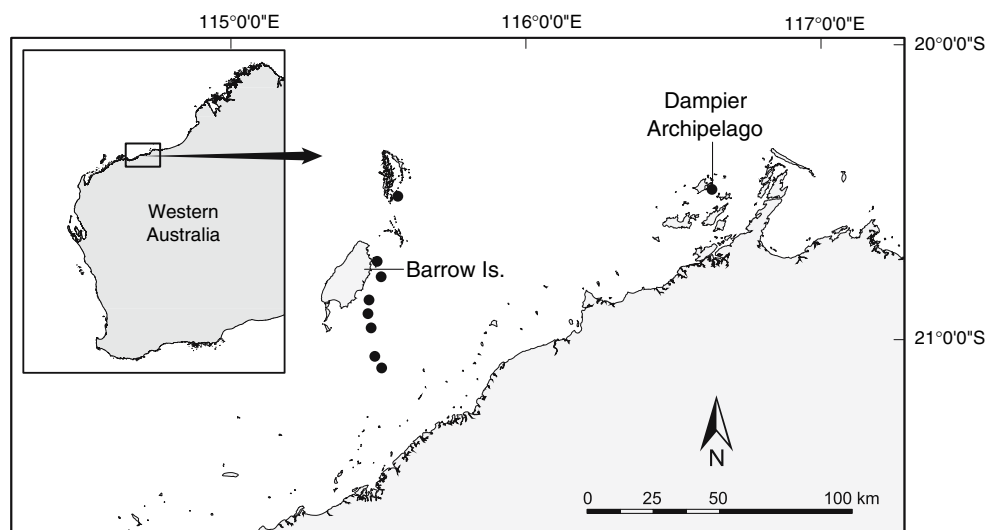 115°0'0"E
116°0'0"E
117°0'0"E
20°0'0"S
Dampier
Archipelago
Western
Australia
Barrow Is.
21°0'0"S
N
0 25 50 100 km